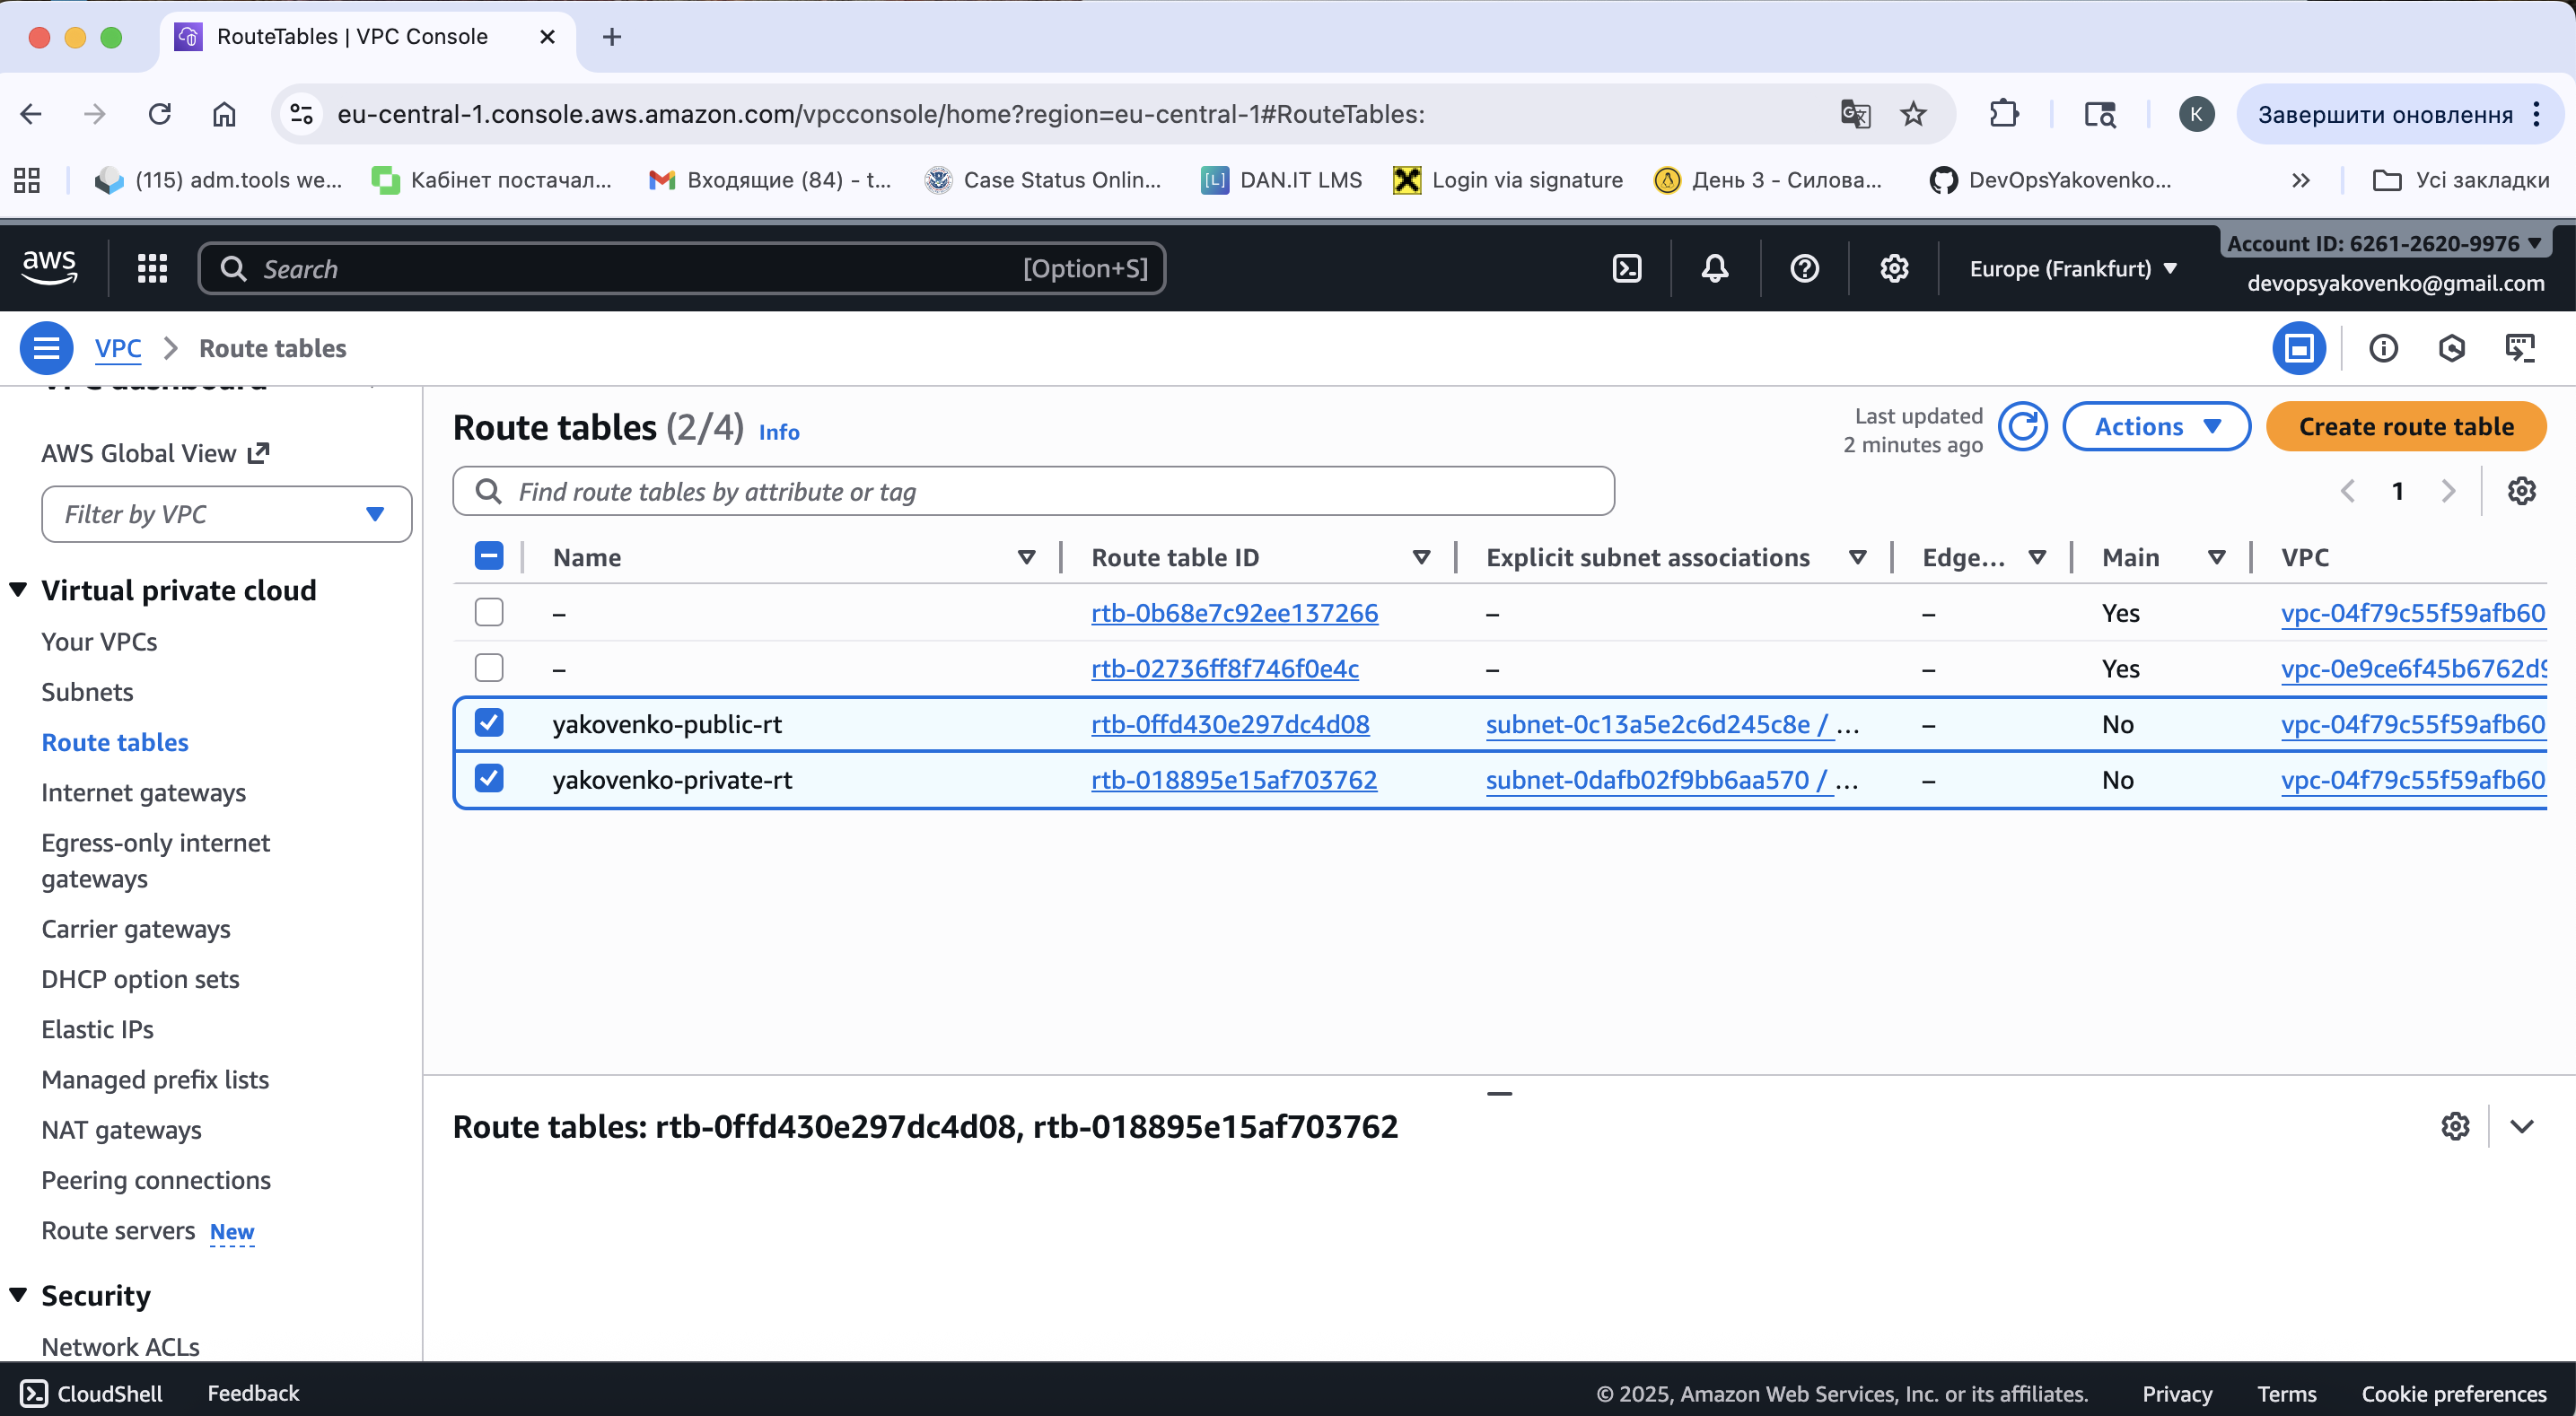 RouteTables | VPC Console
eu-central-1.console.aws.amazon.com/vpcconsole/home?region=eu-central-1#RouteTables:
K
Завершити оновлення
(115) adm.tools we...
Кабінет постачал...
Входящие (84) - t...
Case Status Onlin...
[L] DAN.IT LMS
Login via signature
День 3 - Силова...
DevOpsYakovenko...
Усі закладки
aws
Search
[Option+S]
Europe (Frankfurt)
Account ID: 6261-2620-9976
devopsyakovenko@gmail.com
VPC
Route tables
VPC dashboard
AWS Global View
Filter by VPC
Virtual private cloud
Your VPCs
Subnets
Route tables
Internet gateways
Egress-only internet
gateways
Carrier gateways
DHCP option sets
Elastic IPs
Managed prefix lists
NAT gateways
Peering connections
Route servers New
Security
Network ACLs
Route tables (2/4) Info
Last updated
2 minutes ago
Actions
Create route table
Find route tables by attribute or tag
1
Name Route table ID Explicit subnet associations Edge... Main VPC
– rtb-0b68e7c92ee137266 – – Yes vpc-04f79c55f59afb60
– rtb-02736ff8f746f0e4c – – Yes vpc-0e9ce6f45b6762d9
yakovenko-public-rt rtb-0ffd430e297dc4d08 subnet-0c13a5e2c6d245c8e / ... – No vpc-04f79c55f59afb60
yakovenko-private-rt rtb-018895e15af703762 subnet-0dafb02f9bb6aa570 / ... – No vpc-04f79c55f59afb60
Route tables: rtb-0ffd430e297dc4d08, rtb-018895e15af703762
CloudShell
Feedback
© 2025, Amazon Web Services, Inc. or its affiliates.
Privacy
Terms
Cookie preferences